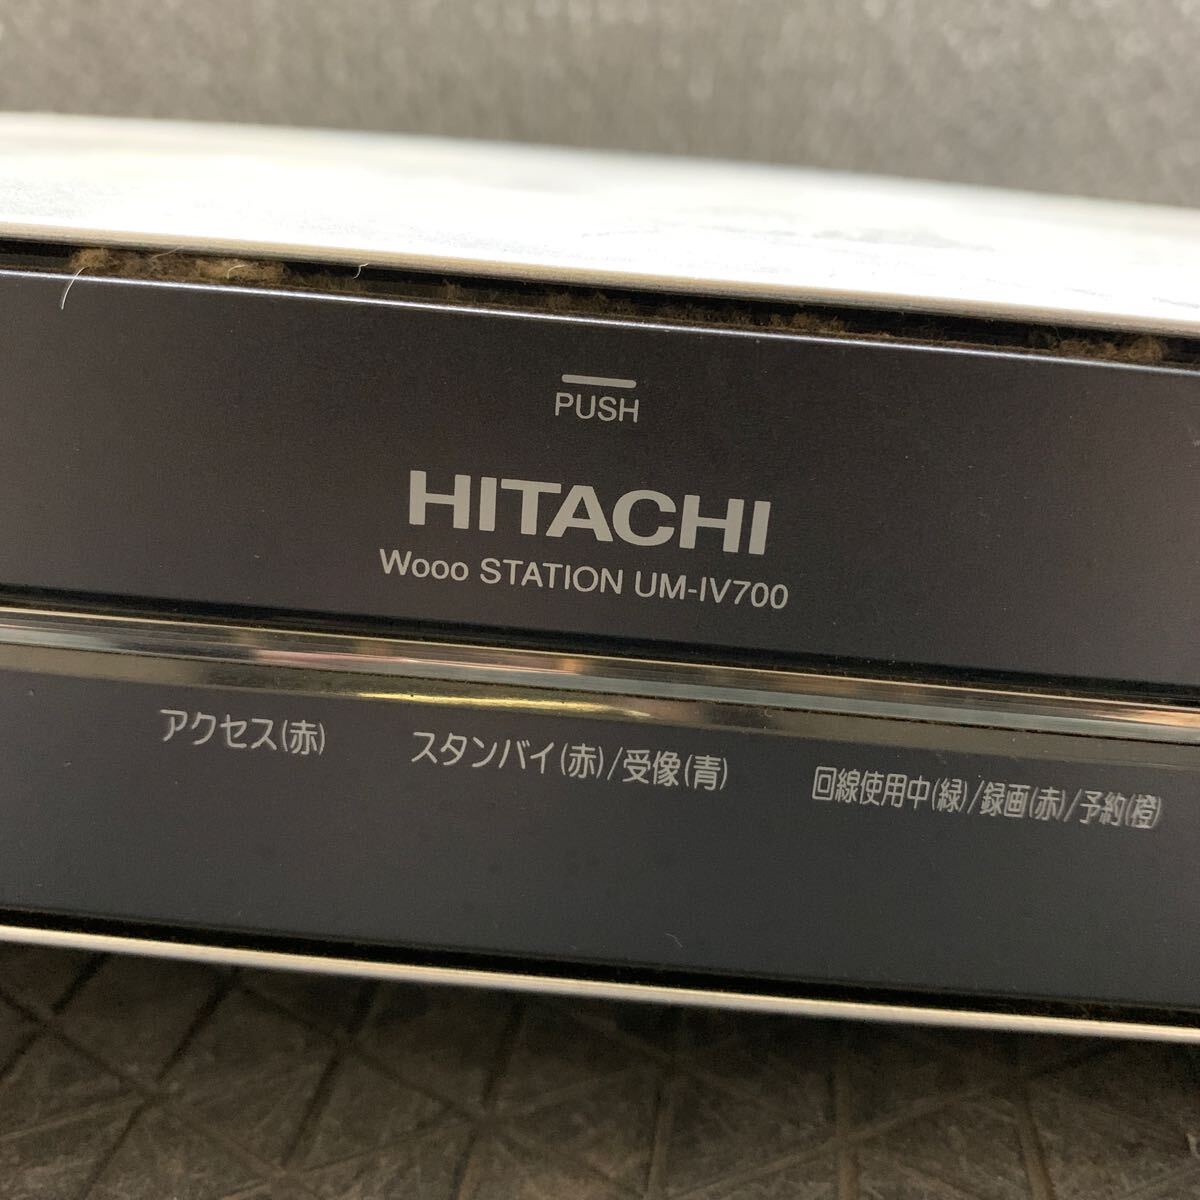 PUSH
HITACHI
Wooo STATION UM-IV700
アクセス(赤)
スタンバイ(赤)/受像(青)
回線使用中(緑)/録画(赤)/予約(橙)